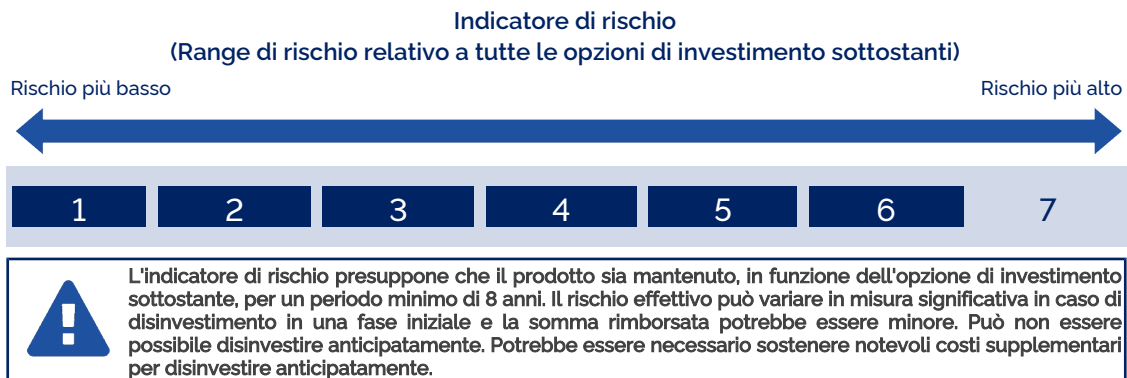 Indicatore di rischio
(Range di rischio relativo a tutte le opzioni di investimento sottostanti)
Rischio più basso
Rischio più alto
1 2 3 4 5 6 7
L'indicatore di rischio presuppone che il prodotto sia mantenuto, in funzione dell'opzione di investimento
sottostante, per un periodo minimo di 8 anni. Il rischio effettivo può variare in misura significativa in caso di
disinvestimento in una fase iniziale e la somma rimborsata potrebbe essere minore. Può non essere
possibile disinvestire anticipatamente. Potrebbe essere necessario sostenere notevoli costi supplementari
per disinvestire anticipatamente.